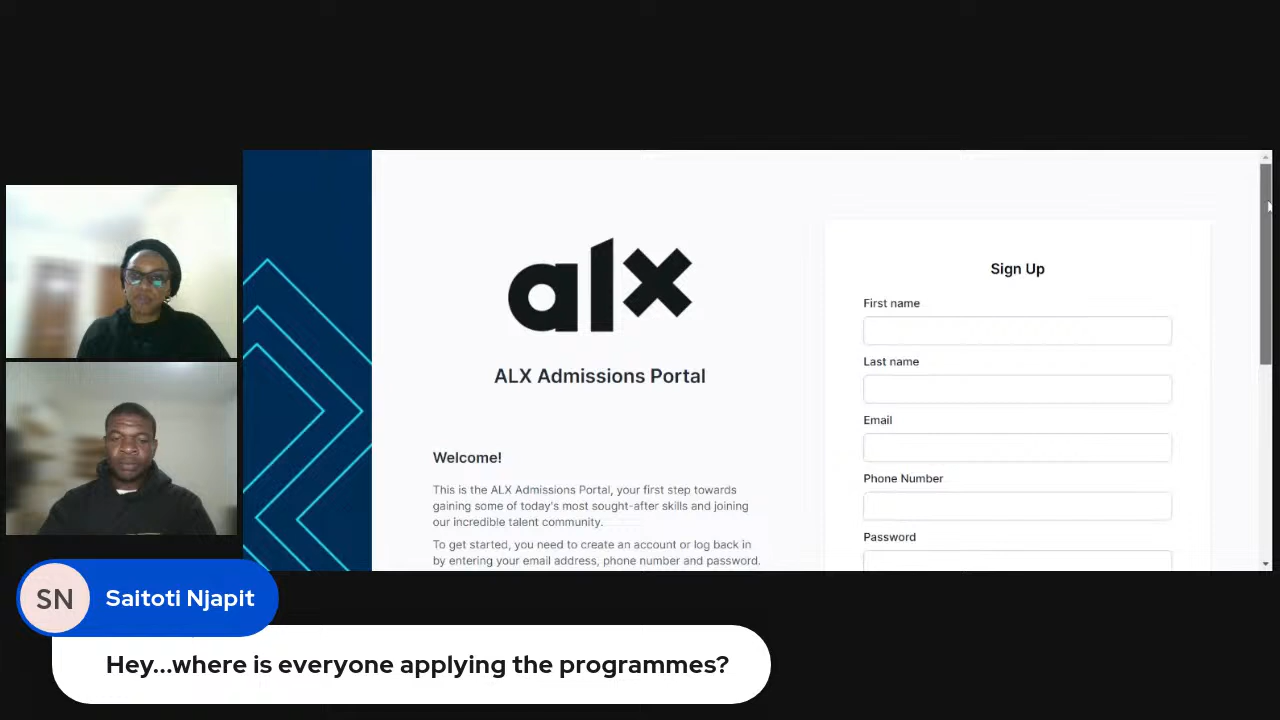 alx
ALX Admissions Portal
Welcome!
This is the ALX Admissions Portal, your first step towards
gaining some of today's most sought-after skills and joining
our incredible talent community.
To get started, you need to create an account or log back in
by entering your email address, phone number and password.
Sign Up
First name
Last name
Email
Phone Number
Password
SN
Saitoti Njapit
Hey...where is everyone applying the programmes?